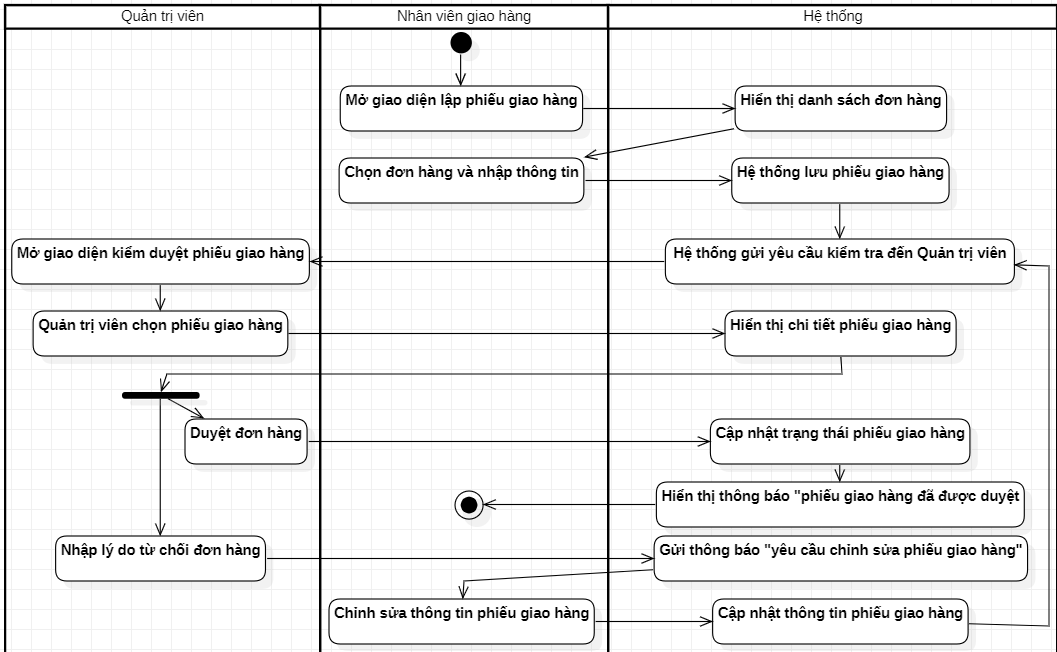 Quản trị viên
Nhân viên giao hàng
Hệ thống
Mở giao diện lập phiếu giao hàng
Hiển thị danh sách đơn hàng
Chọn đơn hàng và nhập thông tin
Hệ thống lưu phiếu giao hàng
Mở giao diện kiểm duyệt phiếu giao hàng
Hệ thống gửi yêu cầu kiểm tra đến Quản trị viên
Quản trị viên chọn phiếu giao hàng
Hiển thị chi tiết phiếu giao hàng
Duyệt đơn hàng
Cập nhật trạng thái phiếu giao hàng
Hiển thị thông báo "phiếu giao hàng đã được duyệt
Nhập lý do từ chối đơn hàng
Gửi thông báo "yêu cầu chỉnh sửa phiếu giao hàng"
Chỉnh sửa thông tin phiếu giao hàng
Cập nhật thông tin phiếu giao hàng